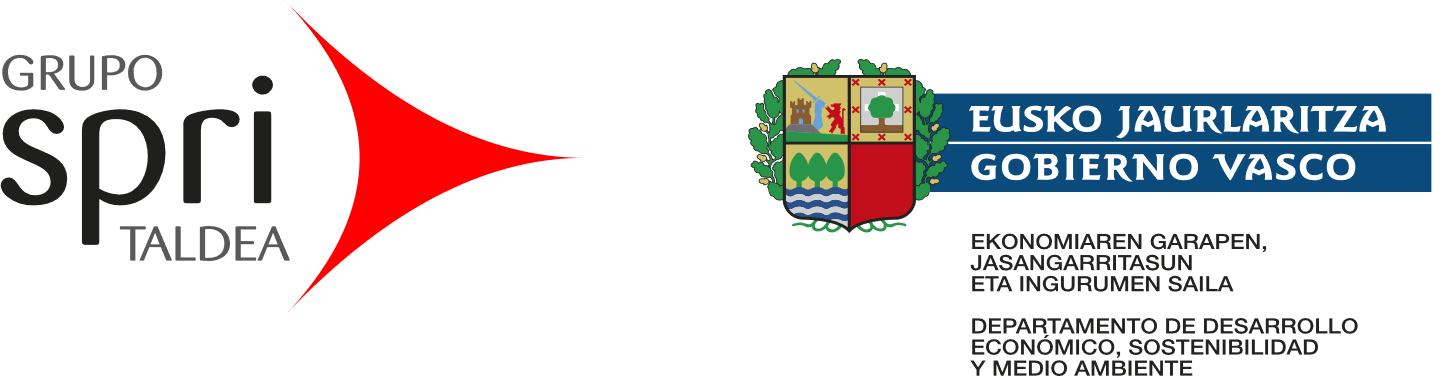 GRUPO
spri
TALDEA
EUSKO JAURLARITZA
GOBIERNO VASCO
EKONOMIAREN GARAPEN,
JASANGARRITASUN
ETA INGURUMEN SAILA
DEPARTAMENTO DE DESARROLLO
ECONÓMICO, SOSTENIBILIDAD
Y MEDIO AMBIENTE